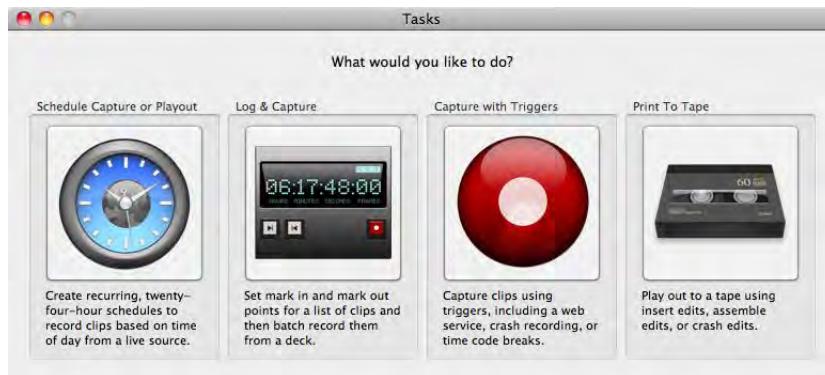 Tasks
What would you like to do?
Schedule Capture or Playout
Create recurring, twenty-
four-hour schedules to
record clips based on time
of day from a live source.
Log & Capture
06:17:48:00
HOURS MINUTES SECONDS FRAMES
Set mark in and mark out
points for a list of clips and
then batch record them
from a deck.
Capture with Triggers
Capture clips using
triggers, including a web
service, crash recording, or
time code breaks.
Print To Tape
60
Play out to a tape using
insert edits, assemble
edits, or crash edits.